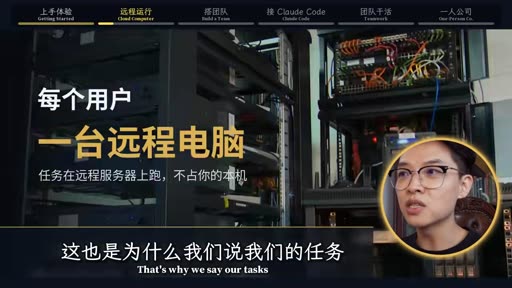 上手体验
Getting Started
远程运行
Cloud Computer
搭团队
Build a Team
接 Claude Code
Claude Code
团队干活
Teamwork
一人公司
One-Person Co.
每个用户
一台远程电脑
任务在远程服务器上跑，不占你的本机
这也是为什么我们说我们的任务
That's why we say our tasks